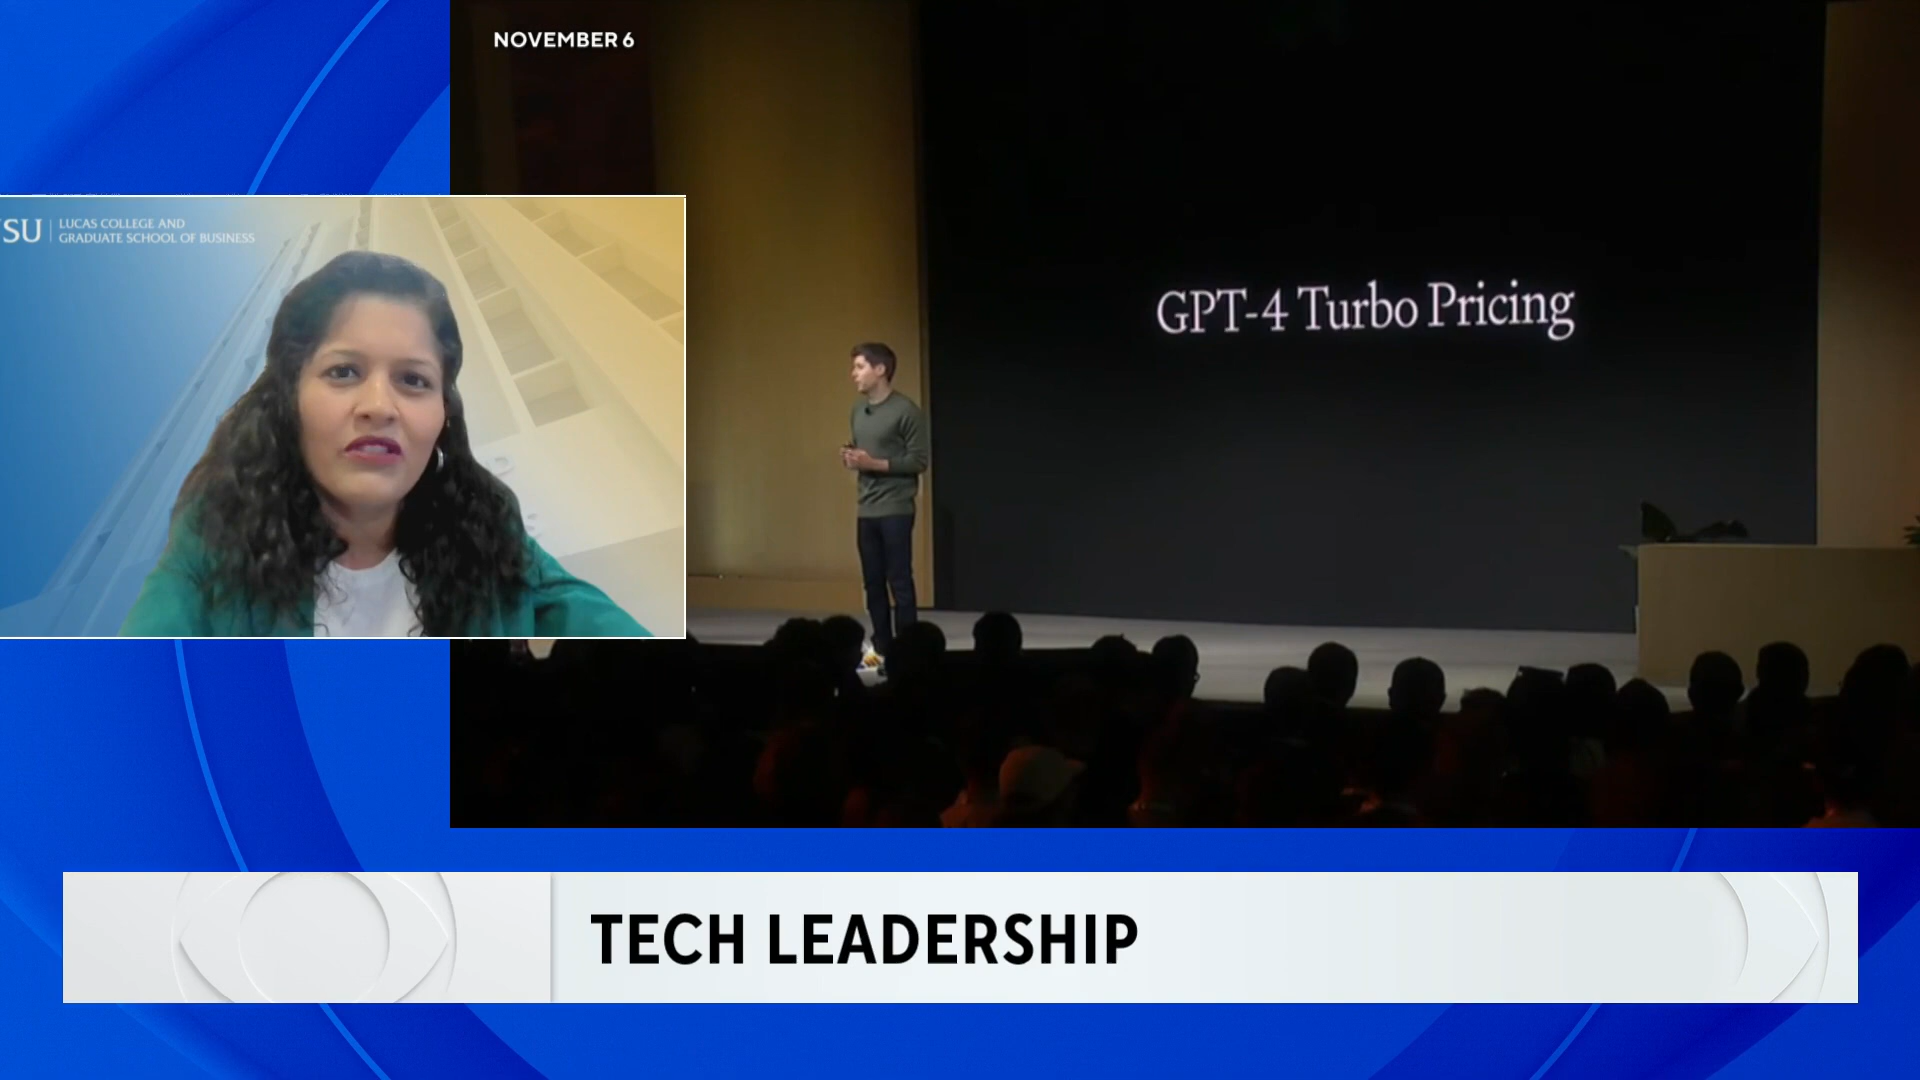 NOVEMBER 6
SU
LUCAS COLLEGE AND
GRADUATE SCHOOL OF BUSINESS
GPT-4 Turbo Pricing
TECH LEADERSHIP